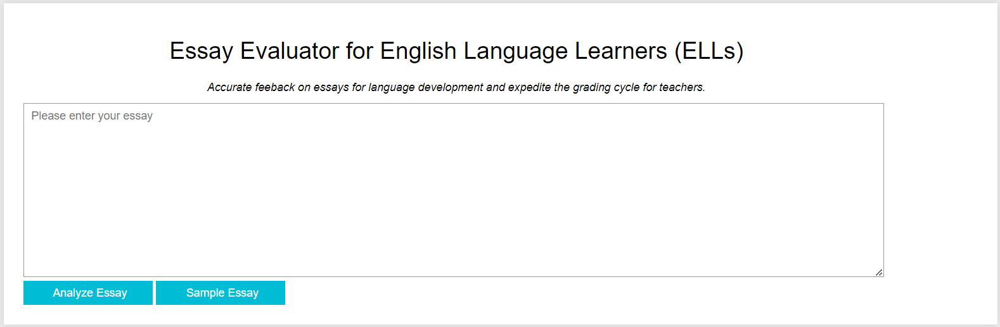 Essay Evaluator for English Language Learners (ELLs)
Accurate feeback on essays for language development and expedite the grading cycle for teachers.
Please enter your essay
Analyze Essay
Sample Essay